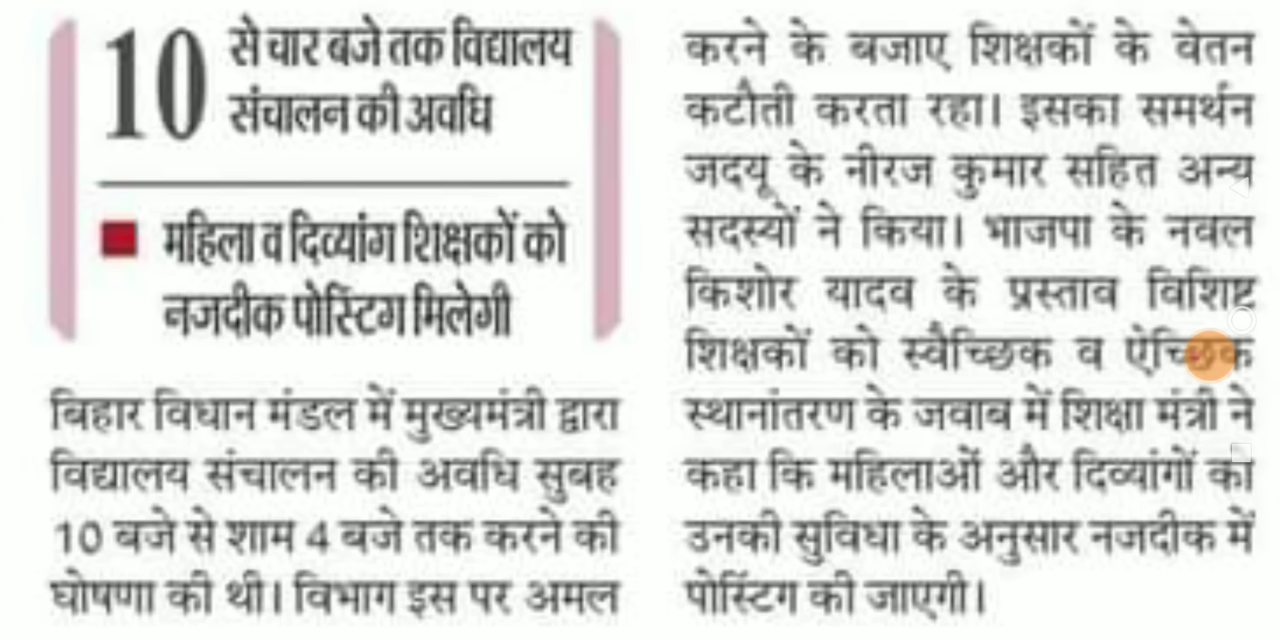 10 से चार बजे तक विद्यालय
संचालन की अवधि
महिला व दिव्यांग शिक्षकों को
नजदीक पोस्टिंग मिलेगी
बिहार विधान मंडल में मुख्यमंत्री द्वारा
विद्यालय संचालन की अवधि सुबह
10 बजे से शाम 4 बजे तक करने की
घोषणा की थी। विभाग इस पर अमल
करने के बजाए शिक्षकों के वेतन
कटौती करता रहा। इसका समर्थन
जदयू के नीरज कुमार सहित अन्य
सदस्यों ने किया। भाजपा के नवल
किशोर यादव के प्रस्ताव विशिष्ट
शिक्षकों को स्वैच्छिक व ऐच्छिक
स्थानांतरण के जवाब में शिक्षा मंत्री ने
कहा कि महिलाओं और दिव्यांगों का
उनकी सुविधा के अनुसार नजदीक में
पोस्टिंग की जाएगी।